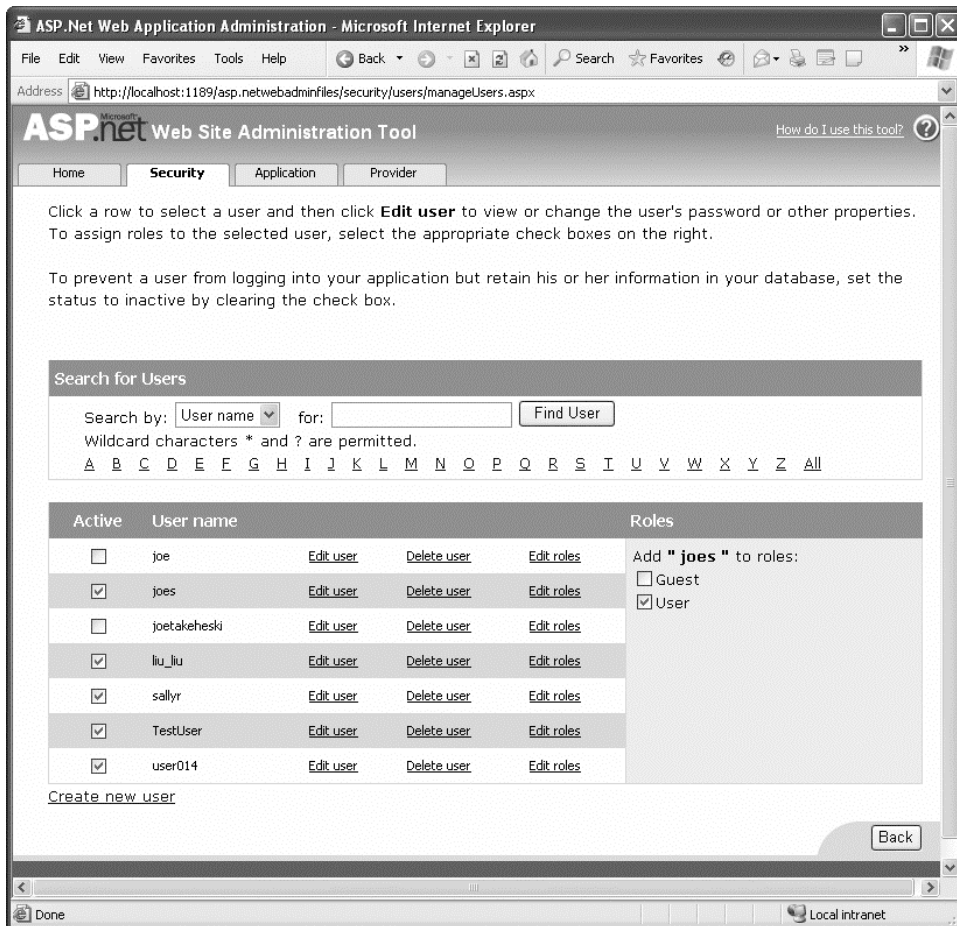 ASP.Net Web Application Administration - Microsoft Internet Explorer
File Edit View Favorites Tools Help Back Search Favorites »
Address http://localhost:1189/asp.netwebadminfiles/security/users/manageUsers.aspx
Microsoft
ASP.net Web Site Administration Tool How do I use this tool? ?
Home Security Application Provider
Click a row to select a user and then click Edit user to view or change the user's password or other properties.
To assign roles to the selected user, select the appropriate check boxes on the right.
To prevent a user from logging into your application but retain his or her information in your database, set the
status to inactive by clearing the check box.
Search for Users
Search by: User name for: Find User
Wildcard characters * and ? are permitted.
A B C D E F G H I J K L M N O P Q R S T U V W X Y Z All
Active User name Roles
joe Edit user Delete user Edit roles
Add " joes " to roles:
Guest
joes Edit user Delete user Edit roles
User
joetakeheski Edit user Delete user Edit roles
liu_liu Edit user Delete user Edit roles
sallyr Edit user Delete user Edit roles
TestUser Edit user Delete user Edit roles
user014 Edit user Delete user Edit roles
Create new user
Back
Done Local intranet